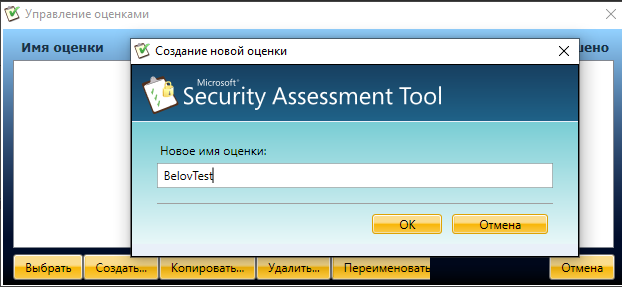 Управление оценками
Имя оценки
Создание новой оценки
Microsoft®
Security Assessment Tool
Новое имя оценки:
BelovTest
OK
Отмена
Выбрать
Создать...
Копировать...
Удалить...
Переименовать
Отмена